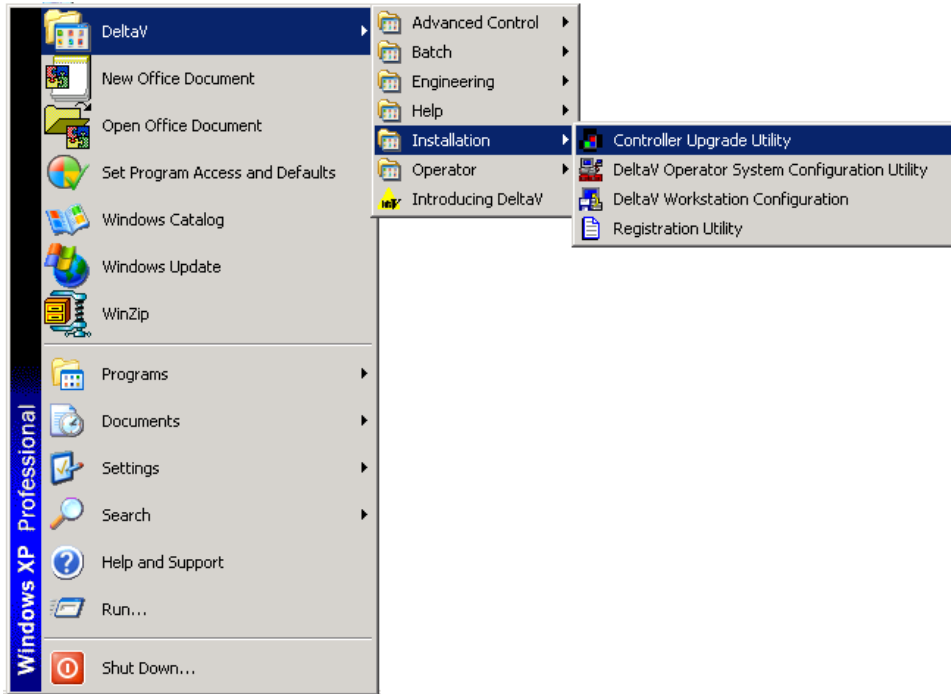 DeltaV
New Office Document
Open Office Document
Set Program Access and Defaults
Windows Catalog
Windows Update
WinZip
Programs
Documents
Settings
Search
Help and Support
Run...
Shut Down...
Windows XP Professional
Advanced Control
Batch
Engineering
Help
Installation
Operator
Introducing DeltaV
Controller Upgrade Utility
DeltaV Operator System Configuration Utility
DeltaV Workstation Configuration
Registration Utility